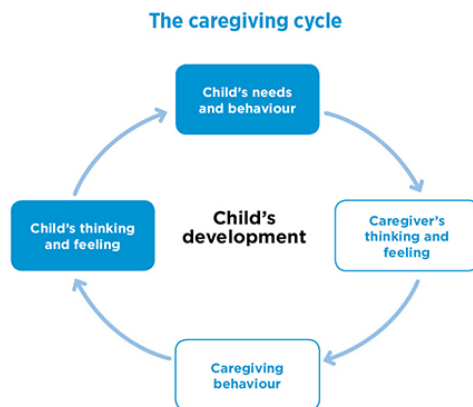 The caregiving cycle
Child's needs
and behaviour
Child's thinking
and feeling
Child's
development
Caregiver's
thinking and
feeling
Caregiving
behaviour